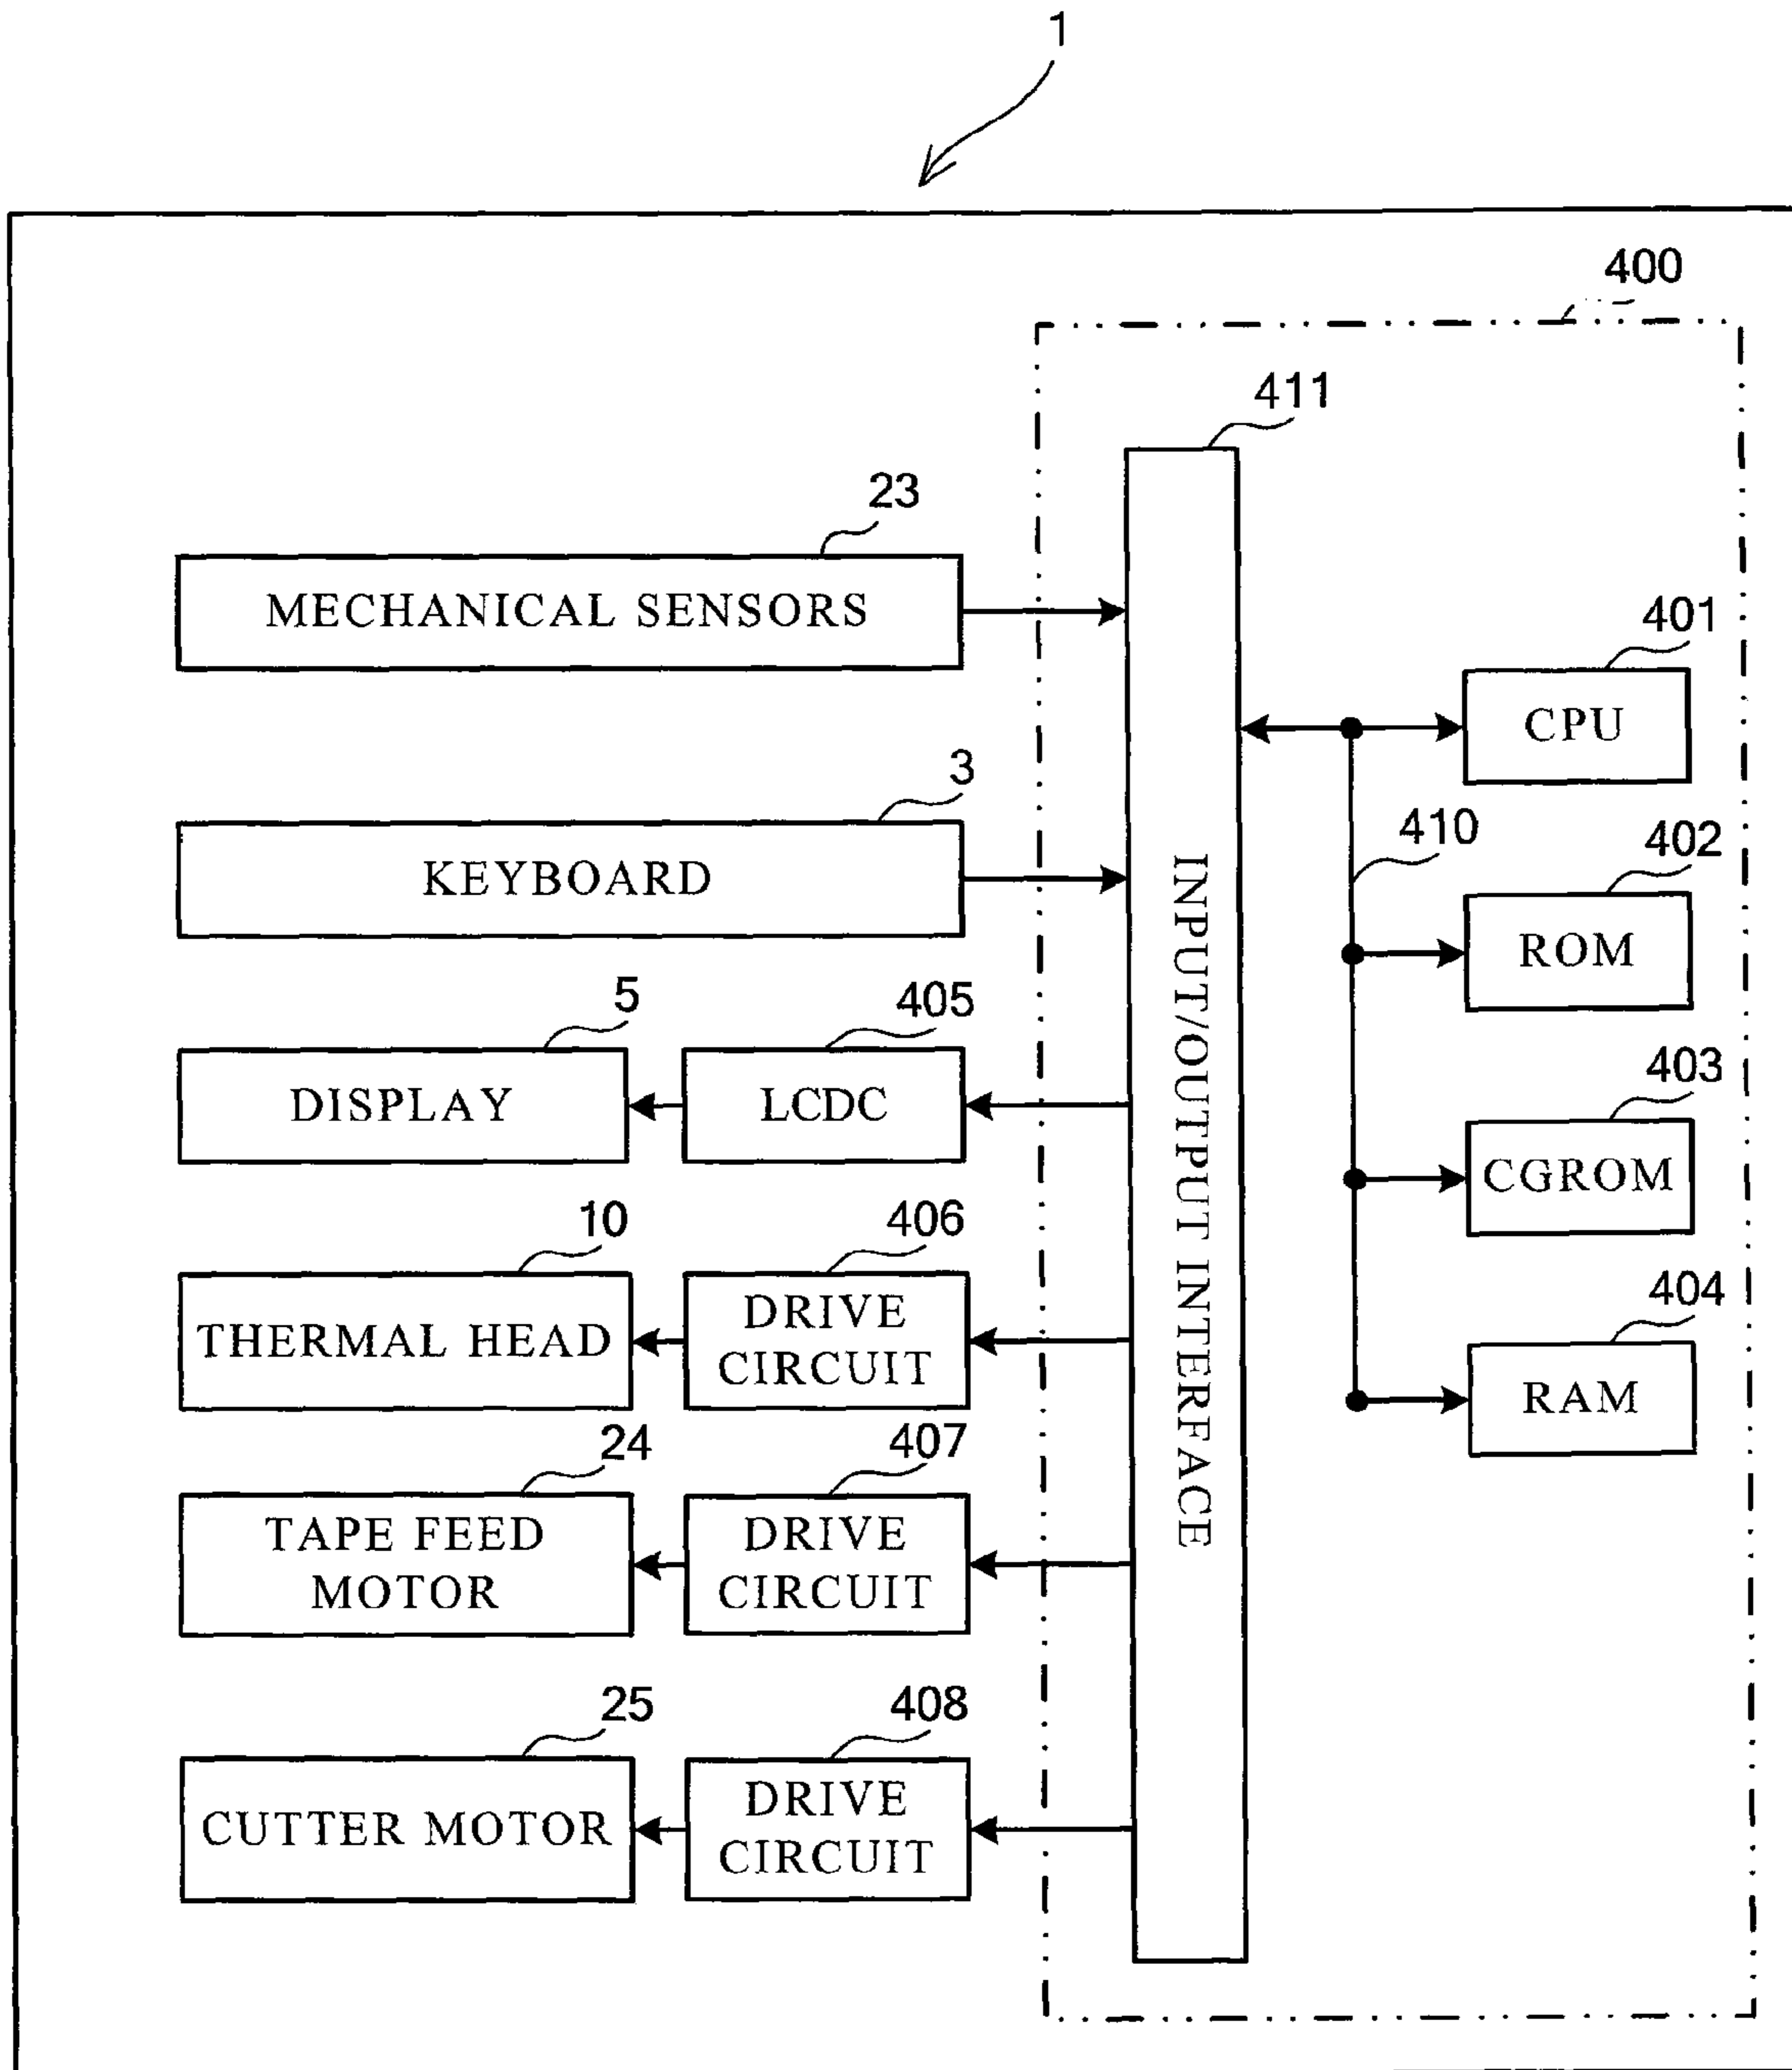 1
400
411
23
MECHANICAL SENSORS
401
CPU
3
KEYBOARD
410
402
ROM
INPUT/OUTPUT INTERFACE
5
DISPLAY
405
LCDC
403
CGROM
10
THERMAL HEAD
406
DRIVE
CIRCUIT
404
RAM
24
TAPE FEED
MOTOR
407
DRIVE
CIRCUIT
25
CUTTER MOTOR
408
DRIVE
CIRCUIT